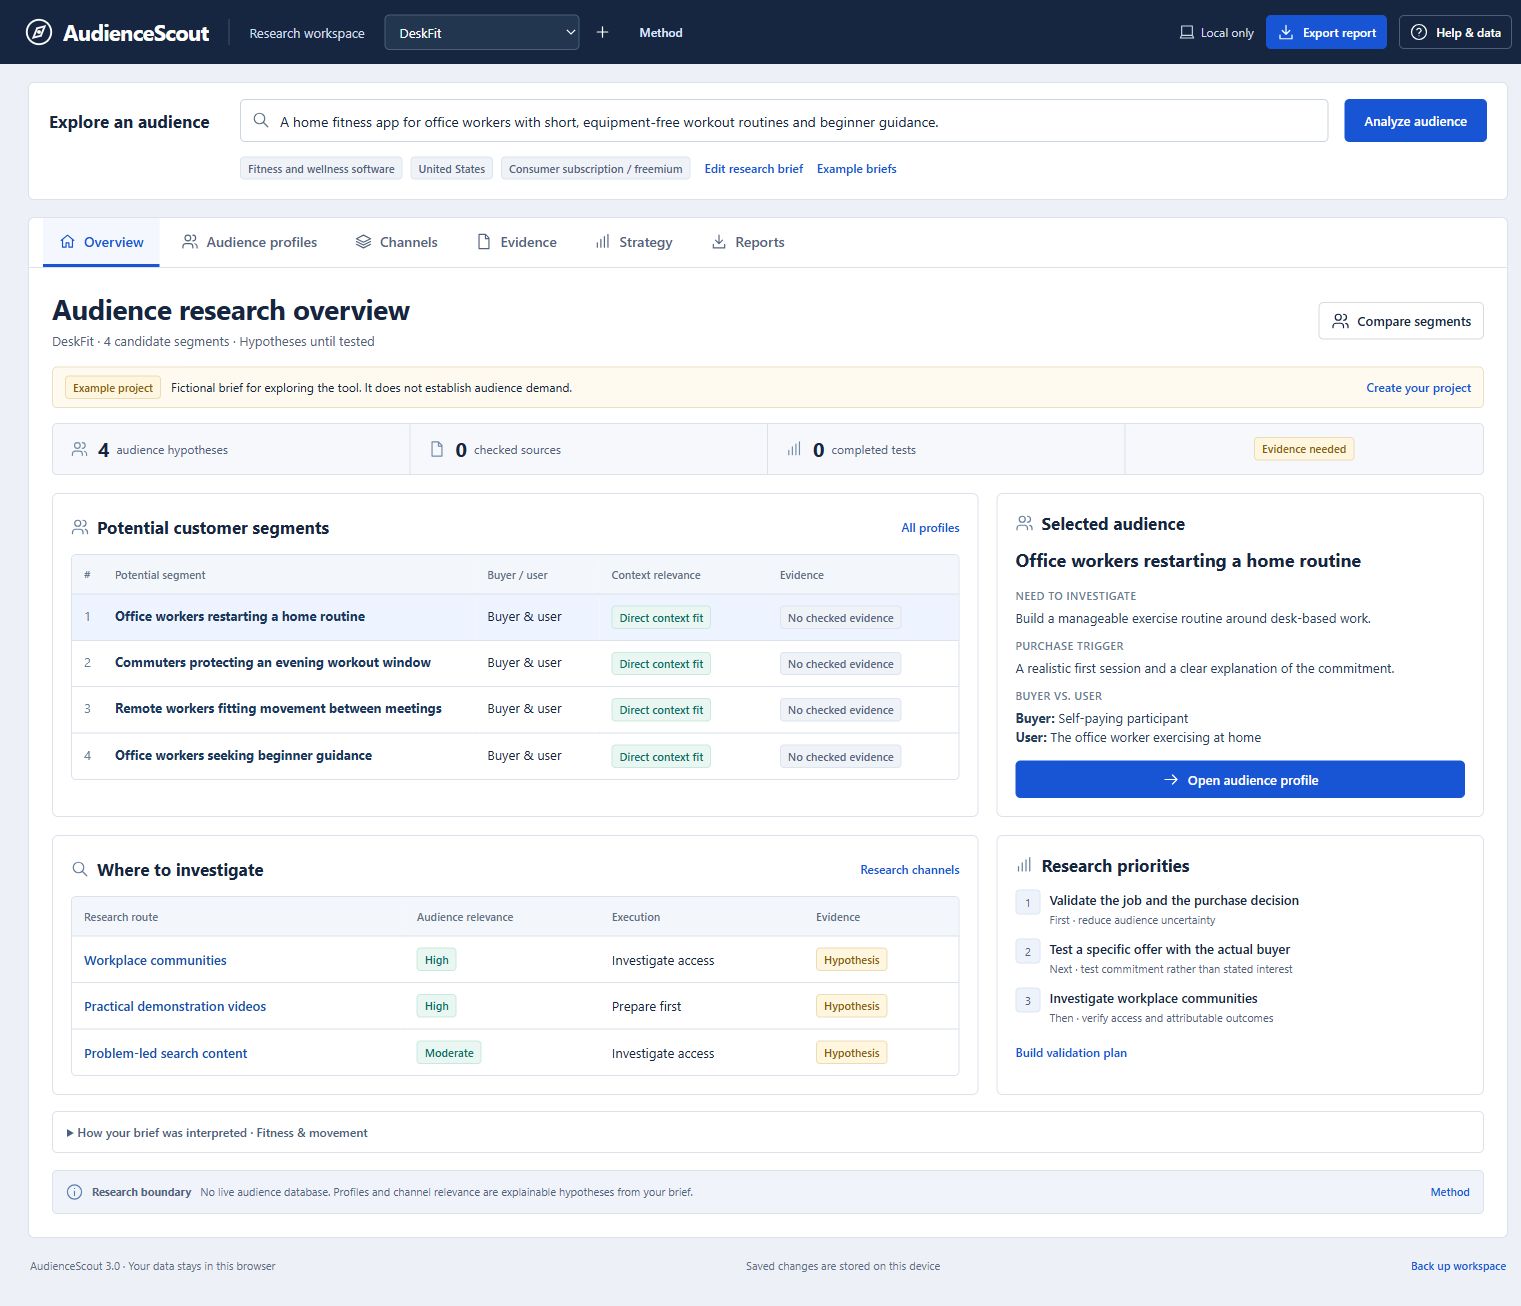 AudienceScout
Research workspace
DeskFit
Method
Local only
Export report
Help & data
Explore an audience
A home fitness app for office workers with short, equipment-free workout routines and beginner guidance.
Analyze audience
Fitness and wellness software
United States
Consumer subscription / freemium
Edit research brief
Example briefs
Overview
Audience profiles
Channels
Evidence
Strategy
Reports
Audience research overview
DeskFit · 4 candidate segments · Hypotheses until tested
Compare segments
Example project
Fictional brief for exploring the tool. It does not establish audience demand.
Create your project
4 audience hypotheses
0 checked sources
0 completed tests
Evidence needed
Potential customer segments
All profiles
# Potential segment Buyer / user Context relevance Evidence
1 Office workers restarting a home routine Buyer & user Direct context fit No checked evidence
2 Commuters protecting an evening workout window Buyer & user Direct context fit No checked evidence
3 Remote workers fitting movement between meetings Buyer & user Direct context fit No checked evidence
4 Office workers seeking beginner guidance Buyer & user Direct context fit No checked evidence
Selected audience
Office workers restarting a home routine
NEED TO INVESTIGATE
Build a manageable exercise routine around desk-based work.
PURCHASE TRIGGER
A realistic first session and a clear explanation of the commitment.
BUYER VS. USER
Buyer: Self-paying participant
User: The office worker exercising at home
Open audience profile
Where to investigate
Research channels
Research route Audience relevance Execution Evidence
Workplace communities High Investigate access Hypothesis
Practical demonstration videos High Prepare first Hypothesis
Problem-led search content Moderate Investigate access Hypothesis
Research priorities
1 Validate the job and the purchase decision
First · reduce audience uncertainty
2 Test a specific offer with the actual buyer
Next · test commitment rather than stated interest
3 Investigate workplace communities
Then · verify access and attributable outcomes
Build validation plan
How your brief was interpreted · Fitness & movement
Research boundary No live audience database. Profiles and channel relevance are explainable hypotheses from your brief.
Method
AudienceScout 3.0 · Your data stays in this browser
Saved changes are stored on this device
Back up workspace